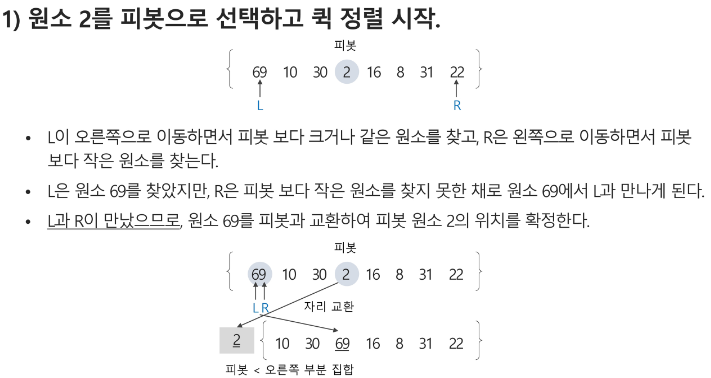 1) 원소 2를 피봇으로 선택하고 퀵 정렬 시작.
피봇
{ 69 10 30 2 16 8 31 22 }
L R
• L이 오른쪽으로 이동하면서 피봇 보다 크거나 같은 원소를 찾고, R은 왼쪽으로 이동하면서 피봇
보다 작은 원소를 찾는다.
• L은 원소 69를 찾았지만, R은 피봇 보다 작은 원소를 찾지 못한 채로 원소 69에서 L과 만나게 된다.
• L과 R이 만났으므로, 원소 69를 피봇과 교환하여 피봇 원소 2의 위치를 확정한다.
피봇
{ 69 10 30 2 16 8 31 22 }
L R 자리 교환
2 { 10 30 69 16 8 31 22 }
피봇 < 오른쪽 부분 집합